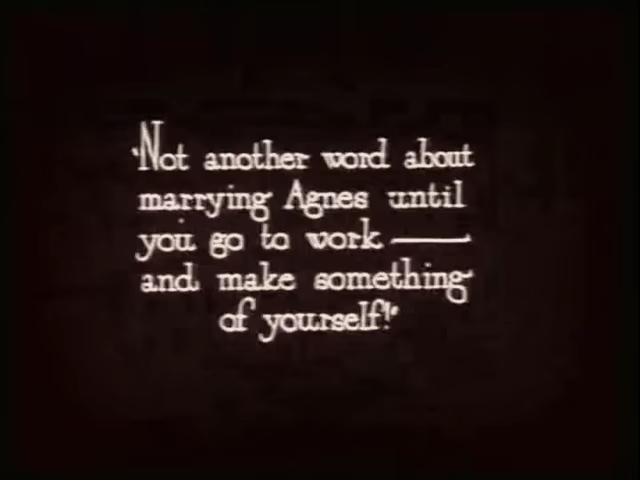 "Not another word about
marrying Agnes until
you go to work —
and make something
of yourself!"